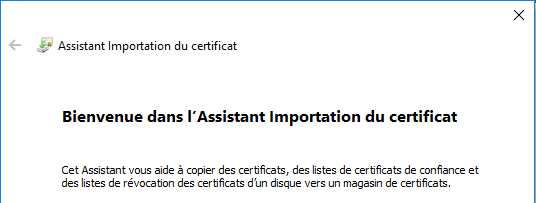 Assistant Importation du certificat
Bienvenue dans l’Assistant Importation du certificat
Cet Assistant vous aide à copier des certificats, des listes de certificats de confiance et
des listes de révocation des certificats d’un disque vers un magasin de certificats.